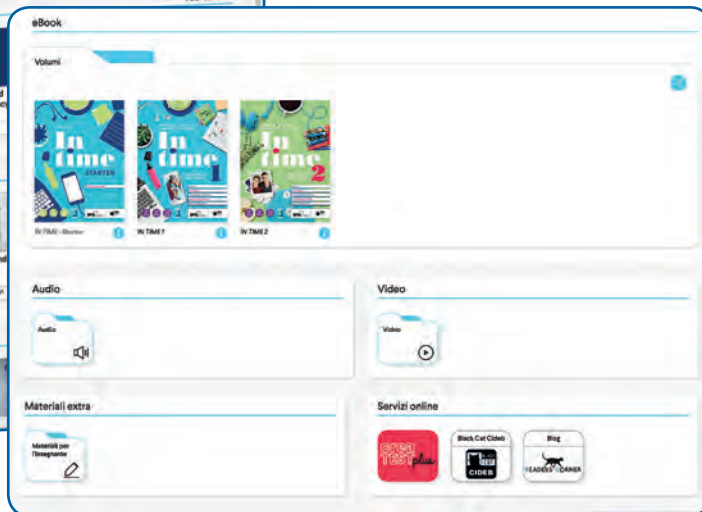 eBook
Volumi
In
time
STARTER
In
time
1
In
time
2
IN TIME - Starter
IN TIME 1
IN TIME 2
Audio
Video
Audio
Video
Materiali extra
Servizi online
Materiali per
l'insegnante
crea
TEST plus
Black Cat Cideb
CIDEB
Blog
READERS' CORNER